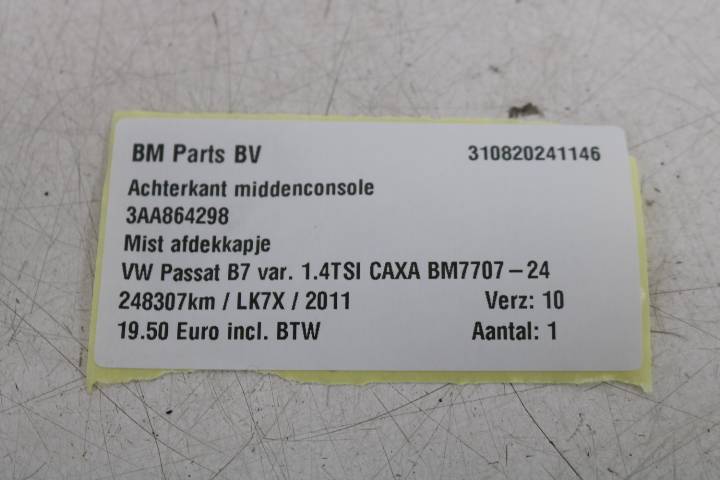 BM Parts BV 310820241146
Achterkant middenconsole
3AA864298
Mist afdekkapje
VW Passat B7 var. 1.4TSI CAXA BM7707-24
248307km / LK7X / 2011 Verz: 10
19.50 Euro incl. BTW Aantal: 1